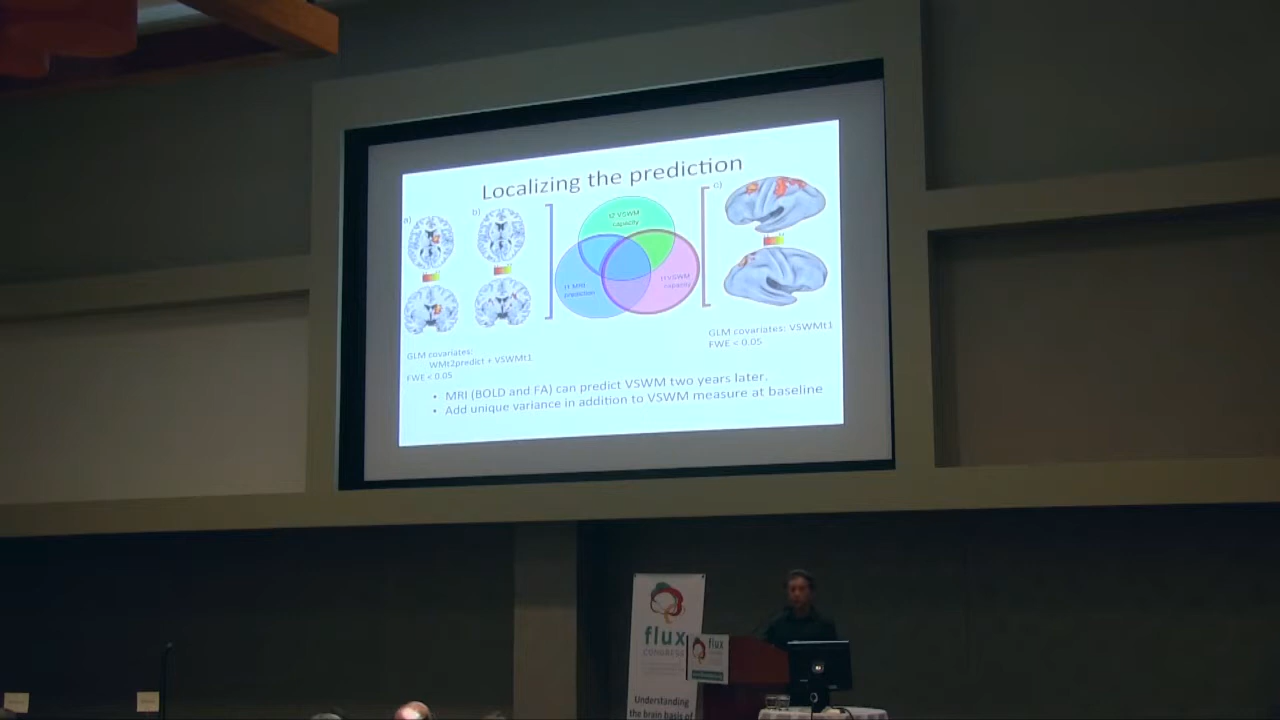 Localizing the prediction
a)
b)
c)
t2 VSWM
capacity
t1 MRI
prediction
t1 VSWM
capacity
GLM covariates:
WMt2predict + VSWMt1
FWE < 0.05
GLM covariates: VSWMt1
FWE < 0.05
• MRI (BOLD and FA) can predict VSWM two years later.
• Add unique variance in addition to VSWM measure at baseline
flux
CONGRESS
Understanding
the brain basis of
flux